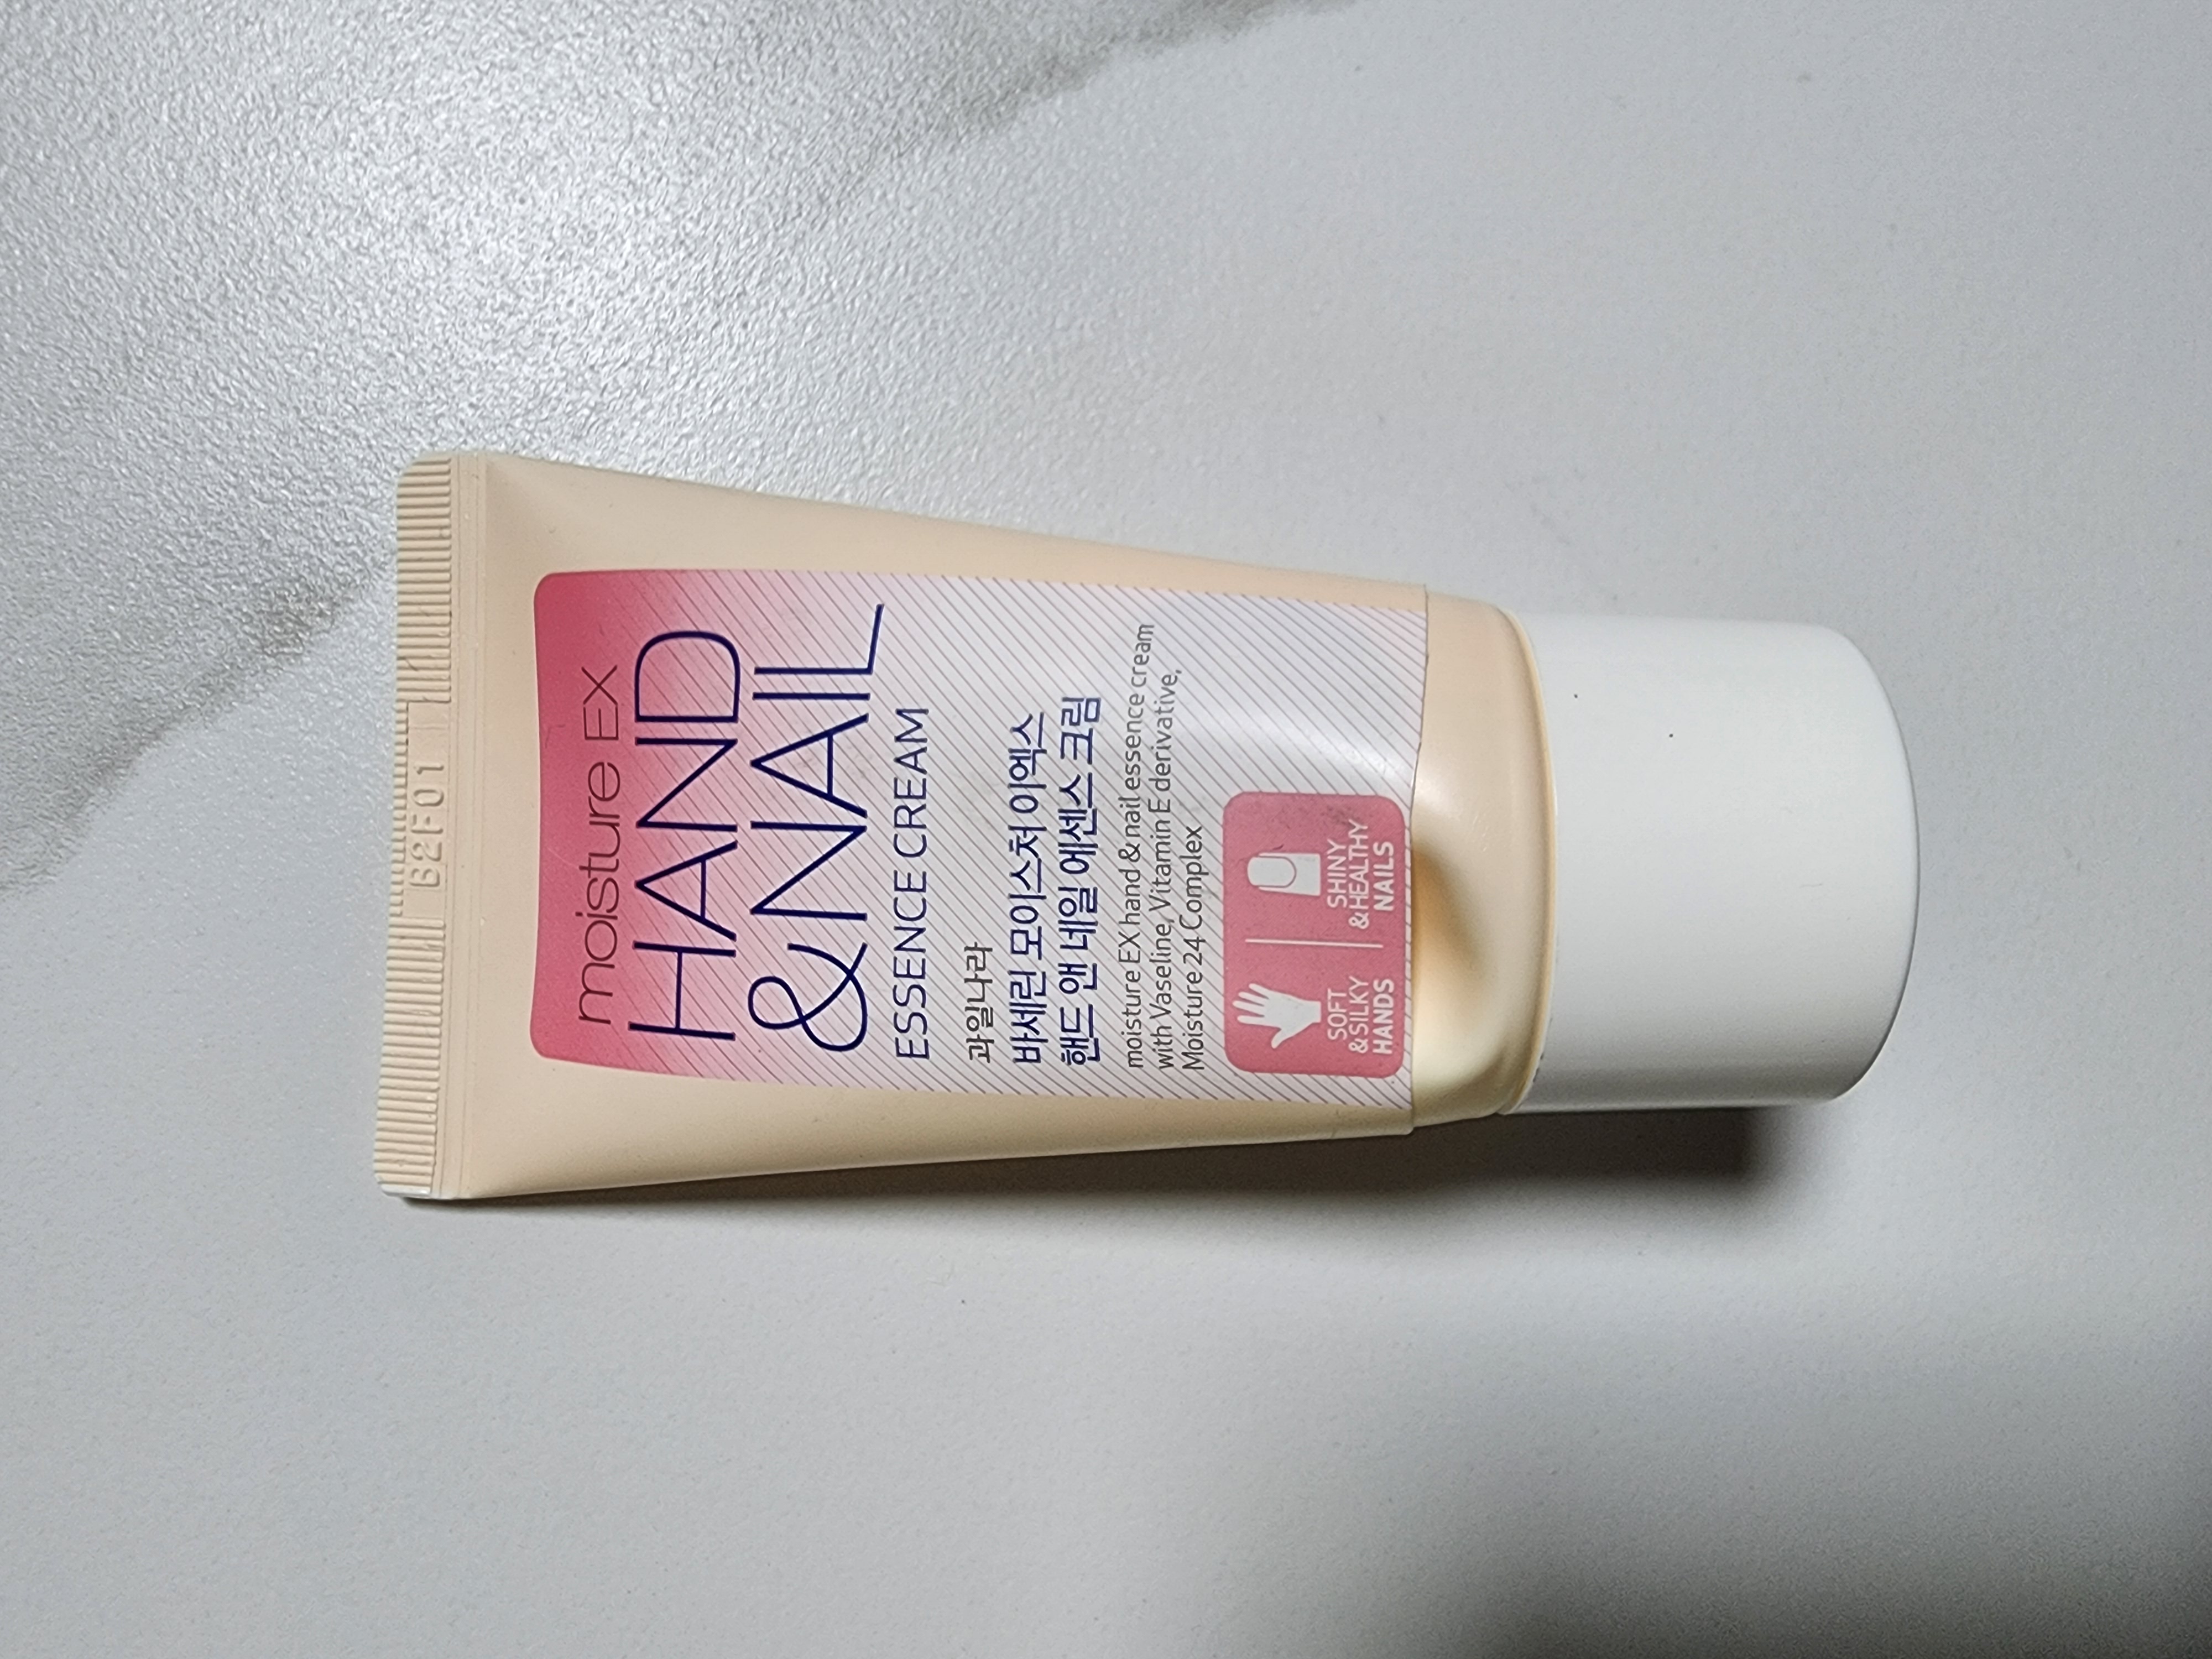 B2F01
moisture EX
HAND
&NAIL
ESSENCE CREAM
과일나라
바세린 모이스처 이엑스
핸드 앤 네일 에센스 크림
moisture EX hand & nail essence cream
with Vaseline, Vitamin E derivative,
Moisture 24 Complex
SOFT
&SILKY
HANDS
SHINY
&HEALTHY
NAILS